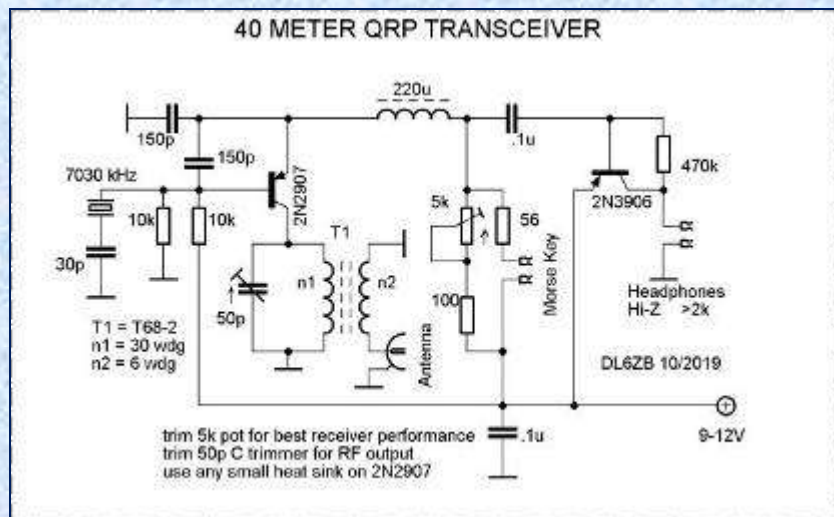 40 METER QRP TRANSCEIVER
220u
150p
.1u
150p
470k
7030 kHz
2N2907
2N3906
10k
10k
5k
56
T1
30p
n1
n2
Morse Key
50p
100
Headphones
Hi-Z >2k
T1 = T68-2
n1 = 30 wdg
n2 = 6 wdg
Antenna
DL6ZB 10/2019
trim 5k pot for best receiver performance
trim 50p C trimmer for RF output
use any small heat sink on 2N2907
.1u
9-12V